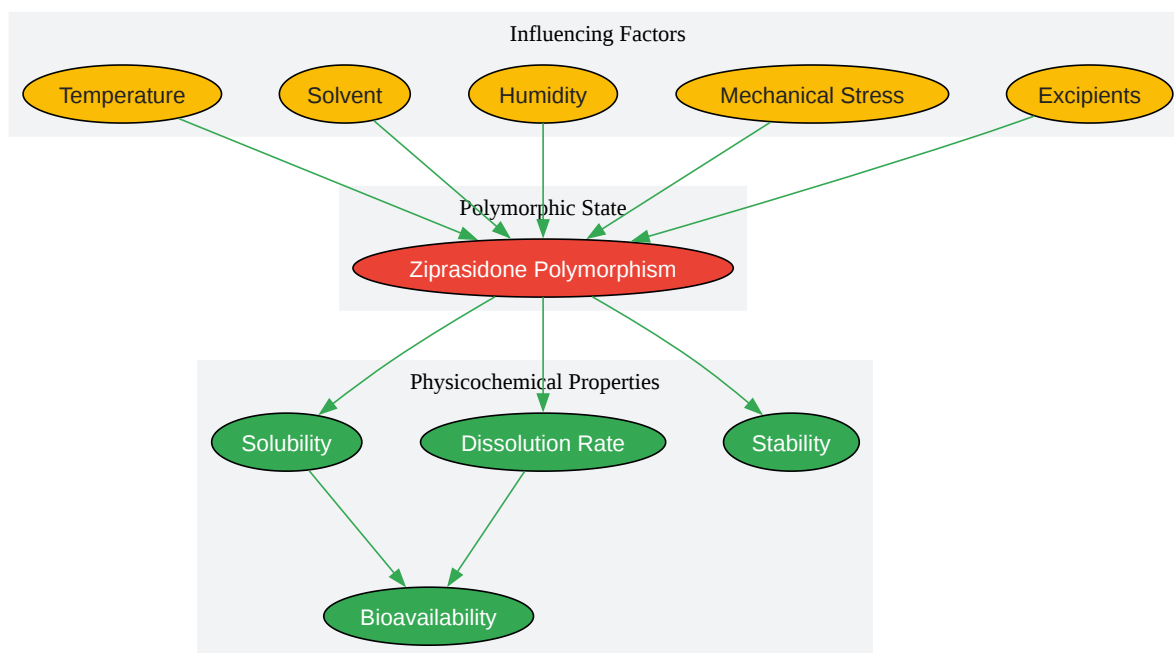 Influencing Factors
Temperature
Solvent
Humidity
Mechanical Stress
Excipients
Polymorphic State
Ziprasidone Polymorphism
Physicochemical Properties
Solubility
Dissolution Rate
Stability
Bioavailability